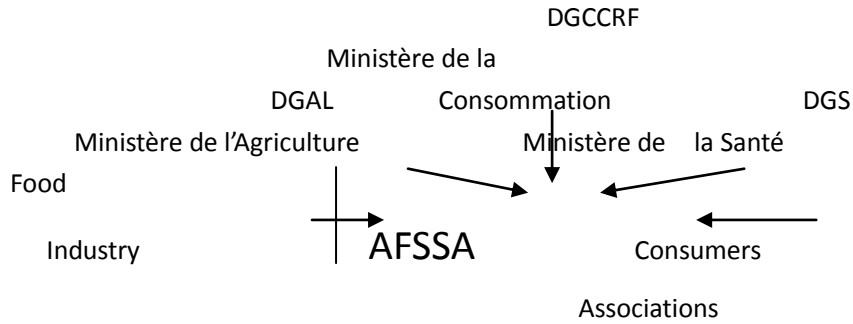 DGCCRF
Ministère de la
DGAL Consommation DGS
Ministère de l'Agriculture Ministère de la Santé
Food
Industry AFSSA Consumers
Associations